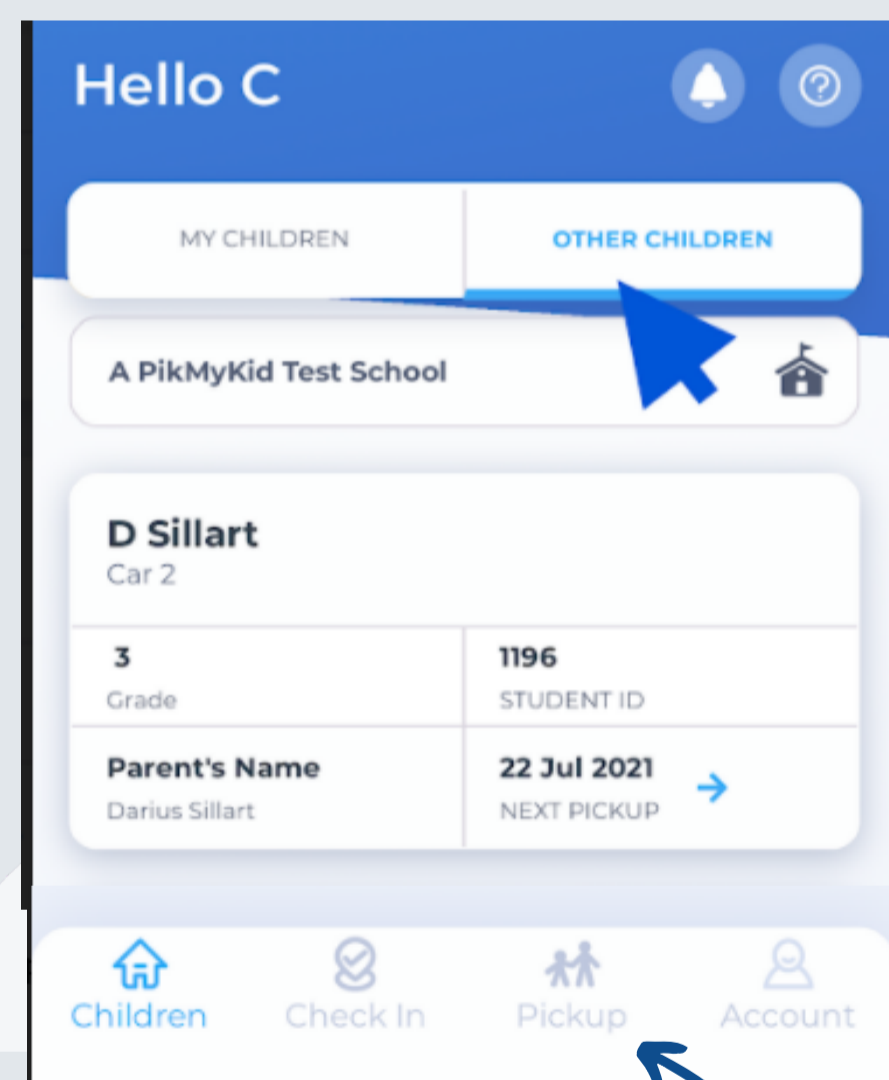 Hello C
MY CHILDREN
OTHER CHILDREN
A PikMyKid Test School
D Sillart
Car 2
3
Grade
1196
STUDENT ID
Parent's Name
Darius Sillart
22 Jul 2021
NEXT PICKUP
Children
Check In
Pickup
Account